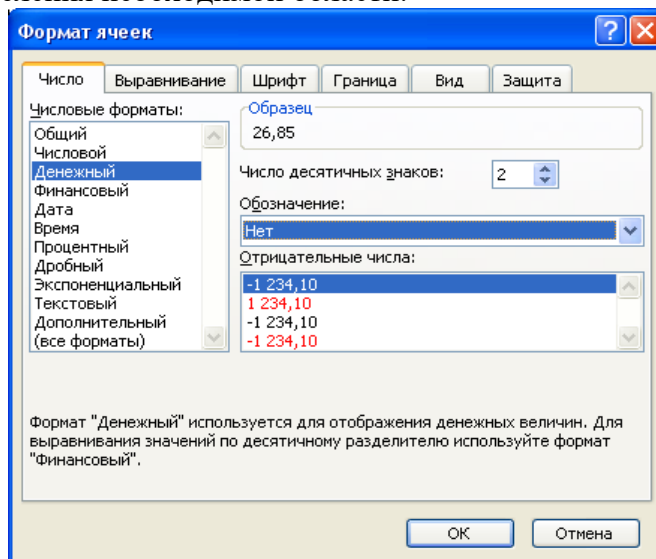 необходимой области.
Формат ячеек
Число Выравнивание Шрифт Граница Вид Защита
Числовые форматы:
Общий
Числовой
Денежный
Финансовый
Дата
Время
Процентный
Дробный
Экспоненциальный
Текстовый
Дополнительный
(все форматы)
Образец
26,85
Число десятичных знаков: 2
Обозначение:
Нет
Отрицательные числа:
-1 234,10
1 234,10
-1 234,10
-1 234,10
Формат "Денежный" используется для отображения денежных величин. Для
выравнивания значений по десятичному разделителю используйте формат
"Финансовый".
ОК Отмена